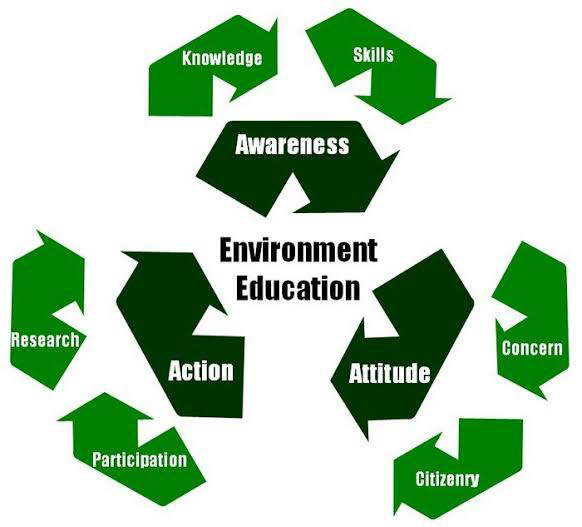 Knowledge
Skills
Awareness
Environment
Education
Research
Action
Attitude
Concern
Participation
Citizenry